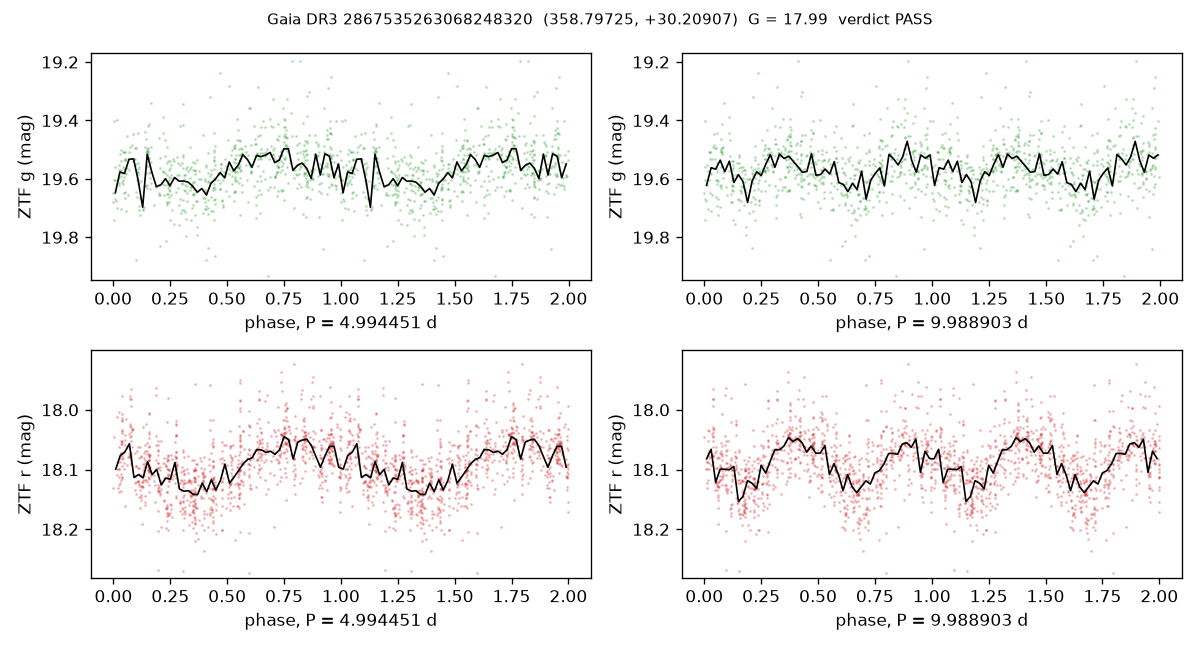 Gaia DR3 2867535263068248320 (358.79725, +30.20907) G = 17.99 verdict PASS
ZTF g (mag)
19.2
19.4
19.6
19.8
0.00 0.25 0.50 0.75 1.00 1.25 1.50 1.75 2.00
phase, P = 4.994451 d
ZTF g (mag)
19.2
19.4
19.6
19.8
0.00 0.25 0.50 0.75 1.00 1.25 1.50 1.75 2.00
phase, P = 9.988903 d
ZTF r (mag)
18.0
18.1
18.2
0.00 0.25 0.50 0.75 1.00 1.25 1.50 1.75 2.00
phase, P = 4.994451 d
ZTF r (mag)
18.0
18.1
18.2
0.00 0.25 0.50 0.75 1.00 1.25 1.50 1.75 2.00
phase, P = 9.988903 d